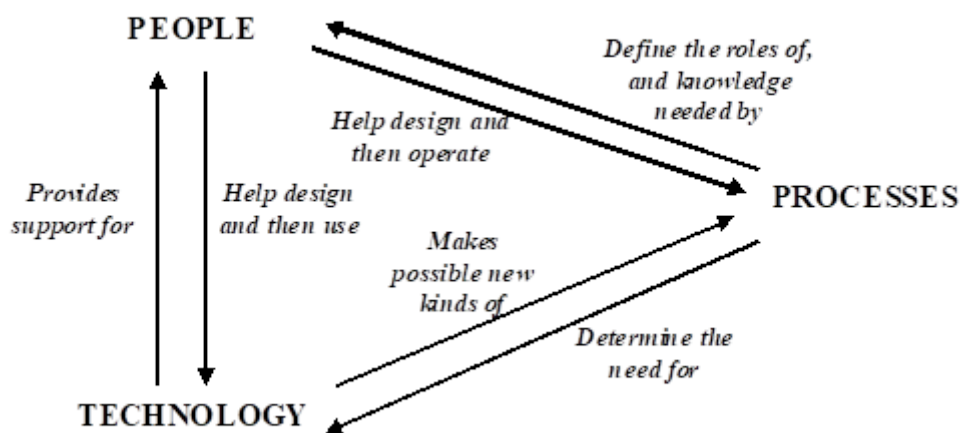 PEOPLE
Define the roles of,
and knowledge
needed by
Help design and
then operate
Provides
support for
Help design
and then use
PROCESSES
Makes
possible new
kinds of
Determine the
need for
TECHNOLOGY